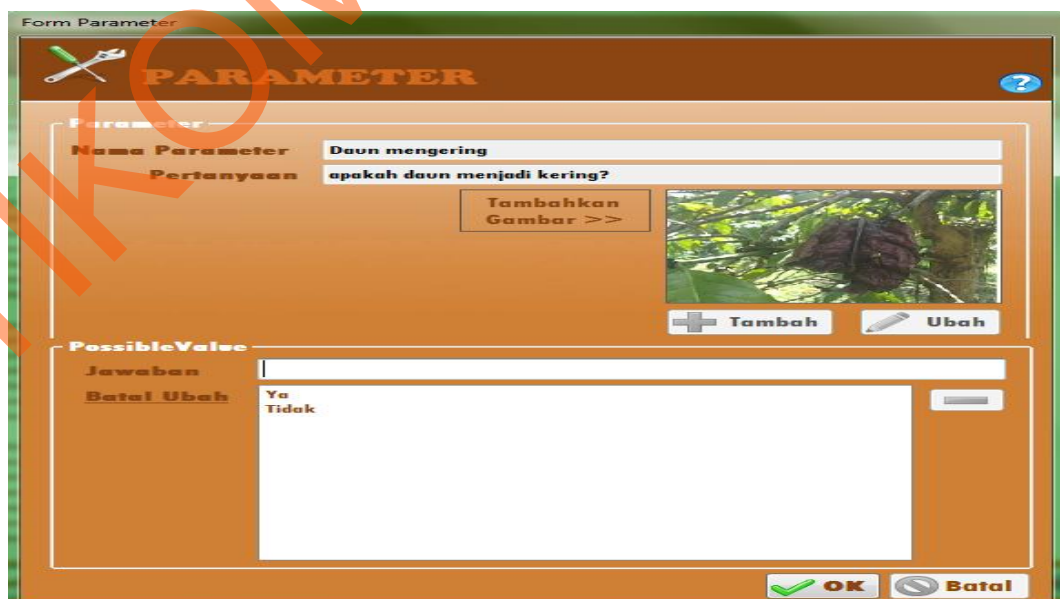 Form Parameter
PARAMETER
Parameter
Nama Parameter
Daun mengering
Pertanyaan
apakah daun menjadi kering?
Tambahkan
Gambar >>
Tambah
Ubah
PossibleValue
Jawaban
Batal Ubah
Ya
Tidak
OK
Batal